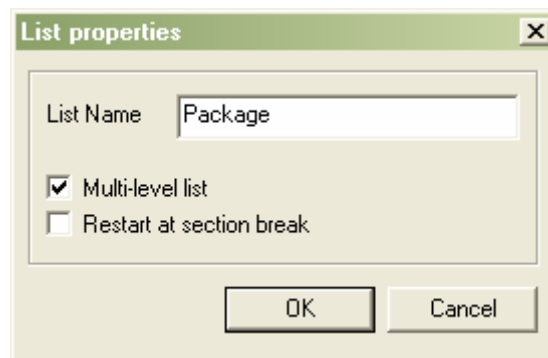 List properties
List Name Package
Multi-level list
Restart at section break
OK Cancel